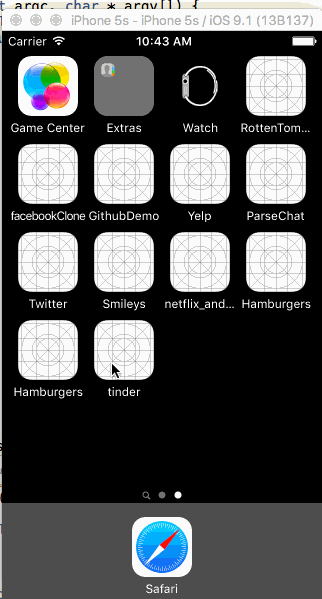 t argc, char * argv[]) {
iPhone 5s - iPhone 5s / iOS 9.1 (13B137)
Carrier 10:43 AM
Game Center Extras Watch RottenTom...
facebookClone GithubDemo Yelp ParseChat
Twitter Smileys netflix_and... Hamburgers
Hamburgers tinder
Safari